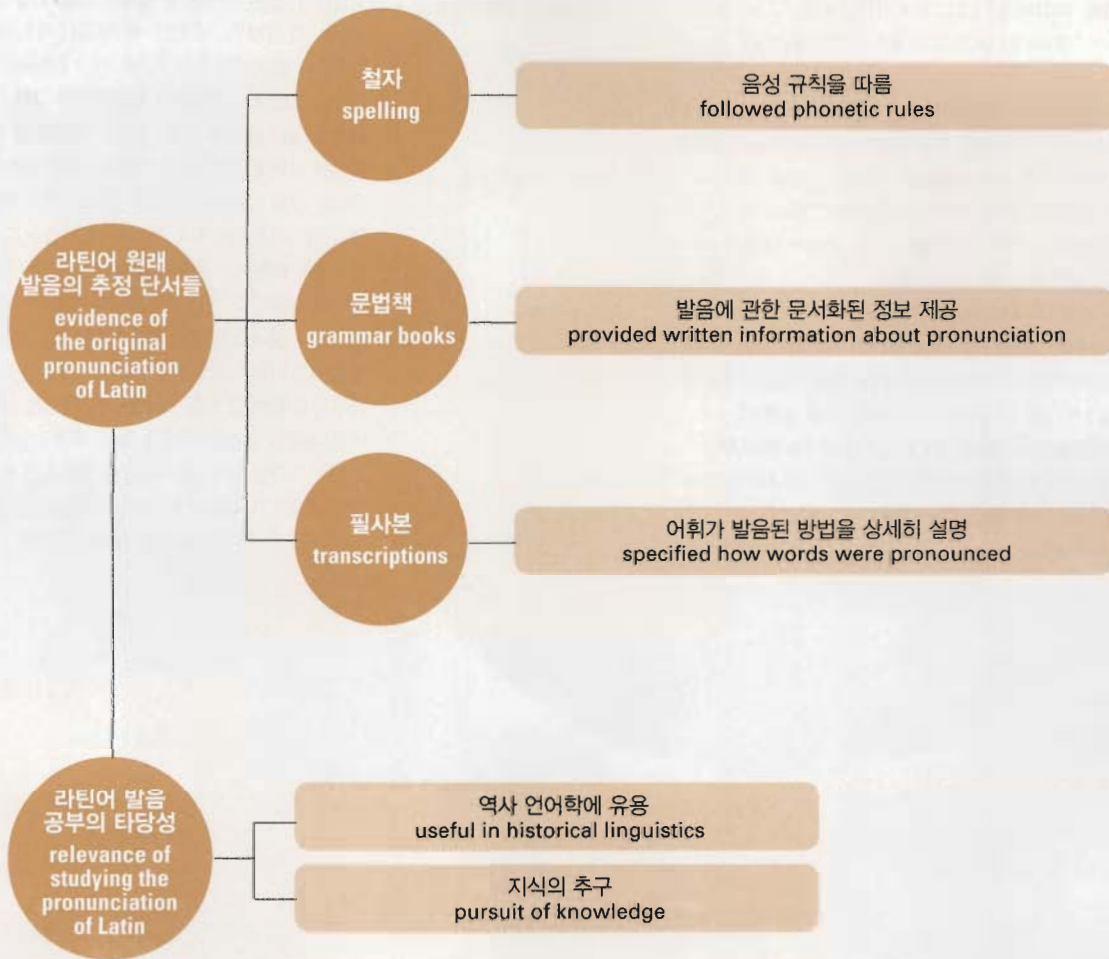 철자
spelling
음성 규칙을 따름
followed phonetic rules
라틴어 원래
발음의 추정 단서들
evidence of
the original
pronunciation
of Latin
문법책
grammar books
발음에 관한 문서화된 정보 제공
provided written information about pronunciation
필사본
transcriptions
어휘가 발음된 방법을 상세히 설명
specified how words were pronounced
라틴어 발음
공부의 타당성
relevance of
studying the
pronunciation
of Latin
역사 언어학에 유용
useful in historical linguistics
지식의 추구
pursuit of knowledge